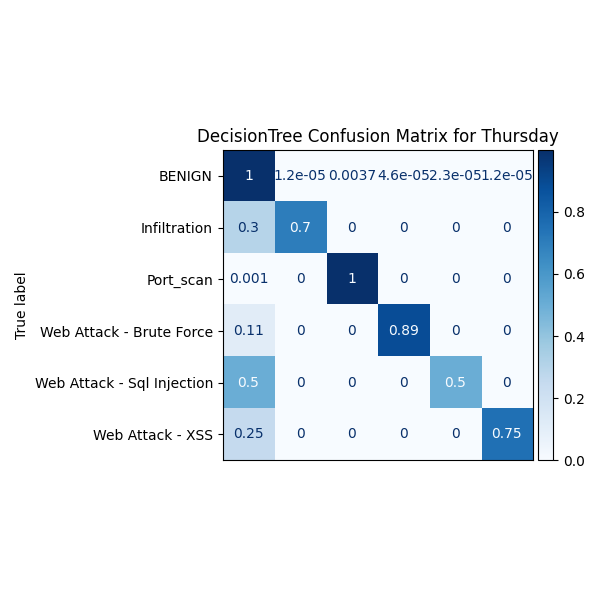 DecisionTree Confusion Matrix for Thursday
BENIGN 1 1.2e-05 0.0037 4.6e-05 2.3e-05 1.2e-05
Infiltration 0.3 0.7 0 0 0 0
Port_scan 0.001 0 1 0 0 0
Web Attack - Brute Force 0.11 0 0 0.89 0 0
Web Attack - Sql Injection 0.5 0 0 0 0.5 0
Web Attack - XSS 0.25 0 0 0 0 0.75
True label
0.8
0.6
0.4
0.2
0.0